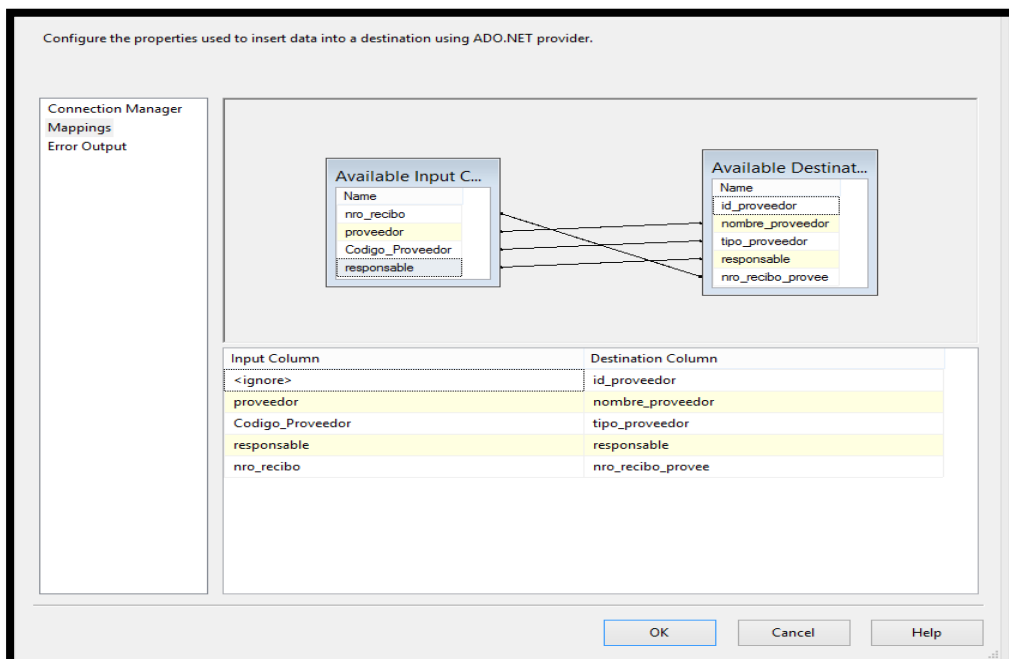 Configure the properties used to insert data into a destination using ADO.NET provider.
Connection Manager
Mappings
Error Output
Available Input C...
Name
nro_recibo
proveedor
Codigo_Proveedor
responsable
Available Destinat...
Name
id_proveedor
nombre_proveedor
tipo_proveedor
responsable
nro_recibo_provee
Input Column Destination Column
<ignore> id_proveedor
proveedor nombre_proveedor
Codigo_Proveedor tipo_proveedor
responsable responsable
nro_recibo nro_recibo_provee
OK Cancel Help